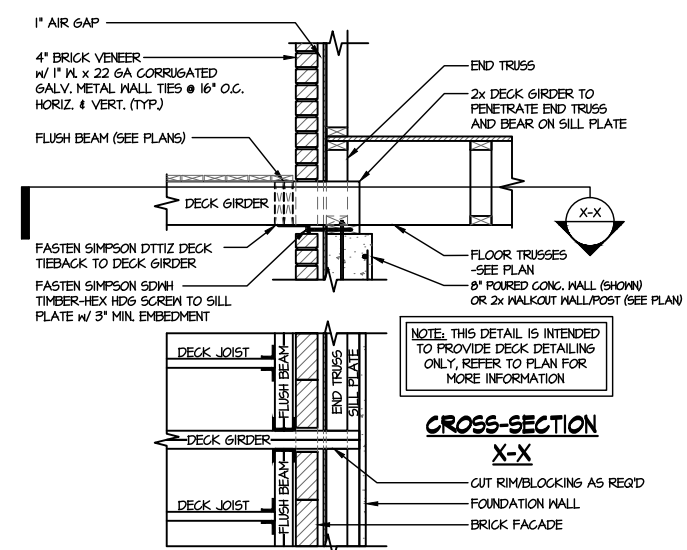 1" AIR GAP
4" BRICK VENEER
W/ 1" W. x 22 GA CORRUGATED
GALV. METAL WALL TIES @ 16" O.C.
HORIZ. & VERT. (TYP.)
FLUSH BEAM (SEE PLANS)
DECK GIRDER
FASTEN SIMPSON DTT1Z DECK
TIEBACK TO DECK GIRDER
FASTEN SIMPSON SDWH
TIMBER-HEX HDG SCREW TO SILL
PLATE W/ 3" MIN. EMBEDMENT
END TRUSS
2x DECK GIRDER TO
PENETRATE END TRUSS
AND BEAR ON SILL PLATE
X-X
FLOOR TRUSSES
-SEE PLAN
8" POURED CONC. WALL (SHOWN)
OR 2x WALKOUT WALL/POST (SEE PLAN)
NOTE: THIS DETAIL IS INTENDED
TO PROVIDE DECK DETAILING
ONLY, REFER TO PLAN FOR
MORE INFORMATION
DECK JOIST
FLUSH BEAM
END TRUSS
SILL PLATE
DECK GIRDER
DECK JOIST
FLUSH BEAM
CROSS-SECTION
X-X
CUT RIM/BLOCKING AS REQ'D
FOUNDATION WALL
BRICK FACADE